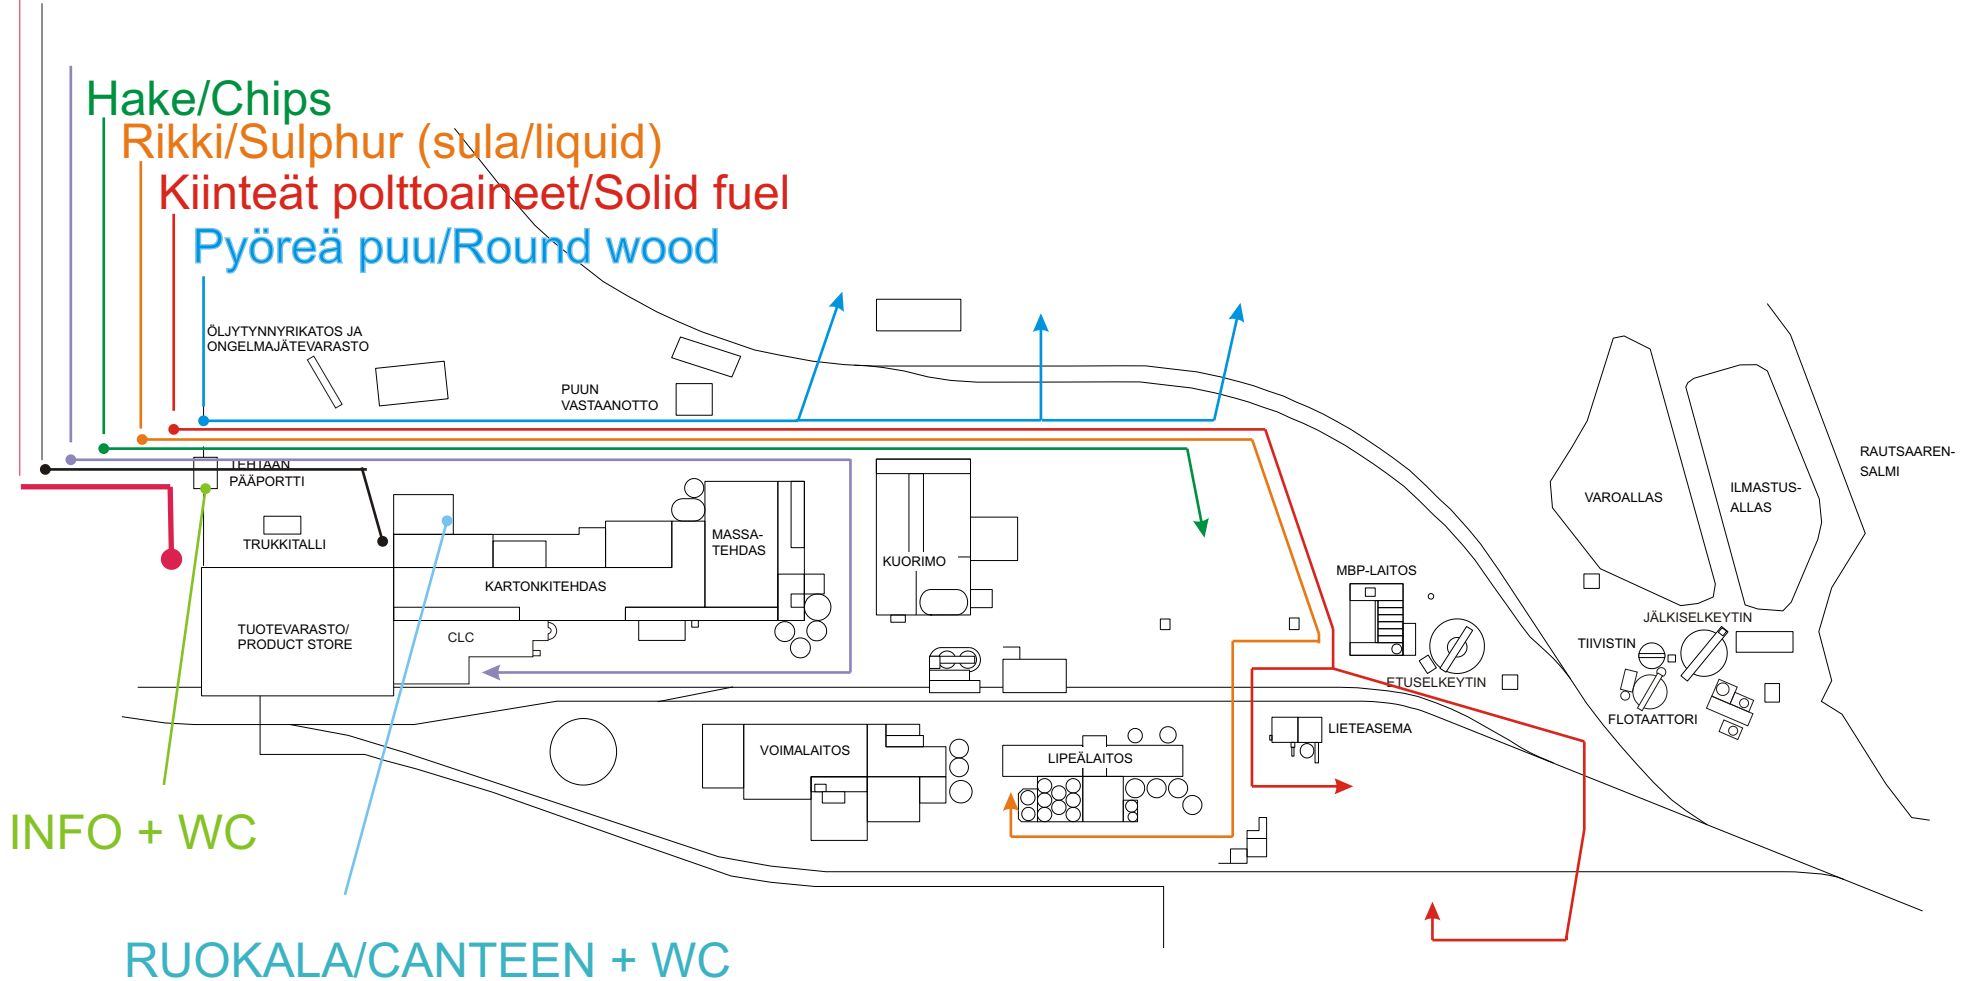 Hake/Chips
Rikki/Sulphur (sula/liquid)
Kiinteät polttoaineet/Solid fuel
Pyöreä puu/Round wood
ÖLJYTYNNYRIKATOS JA
ONGELMAJÄTEVARASTO
PUUN
VASTAANOTTO
TEHTAAN
PÄÄPORTTI
TRUKKITALLI
MASSA-
TEHDAS
KUORIMO
KARTONKITEHDAS
TUOTEVARASTO/
PRODUCT STORE
CLC
VAROALLAS
ILMASTUS-
ALLAS
RAUTSAAREN-
SALMI
MBP-LAITOS
JÄLKISELKEYTIN
TIIVISTIN
ETUSELKEYTIN
FLOTAATTORI
LIETEASEMA
VOIMALAITOS
LIPEÄLAITOS
INFO + WC
RUOKALA/CANTEEN + WC